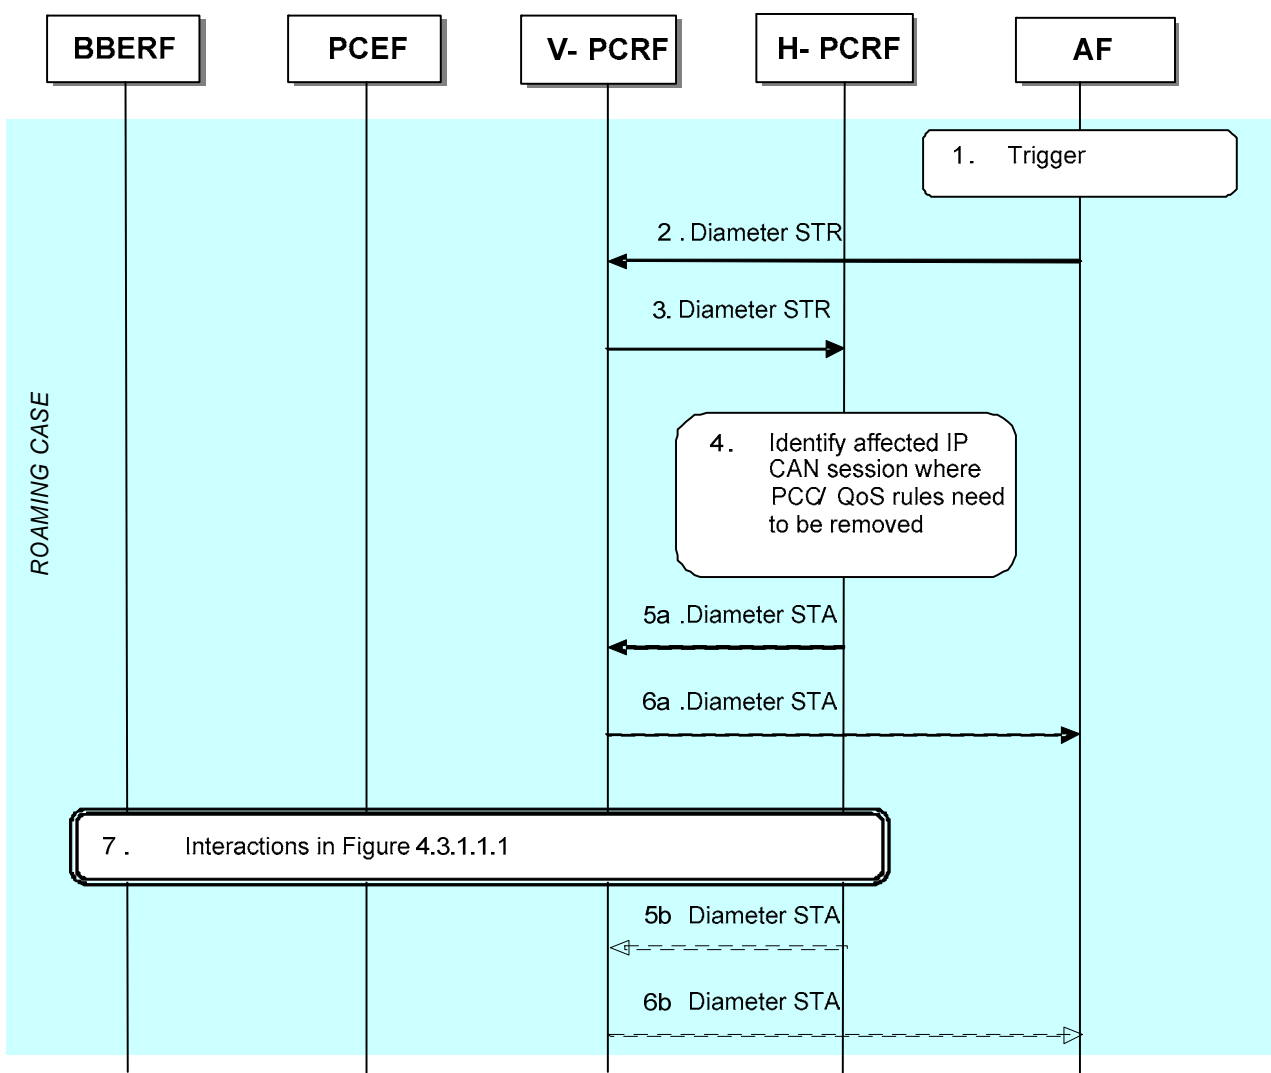 BBERF
PCEF
V- PCRF
H- PCRF
AF
1. Trigger
2 . Diameter STR
3. Diameter STR
ROAMING CASE
4. Identify affected IP
CAN session where
PCC/ QoS rules need
to be removed
5a .Diameter STA
6a .Diameter STA
7 . Interactions in Figure 4.3.1.1.1
5b Diameter STA
6b Diameter STA